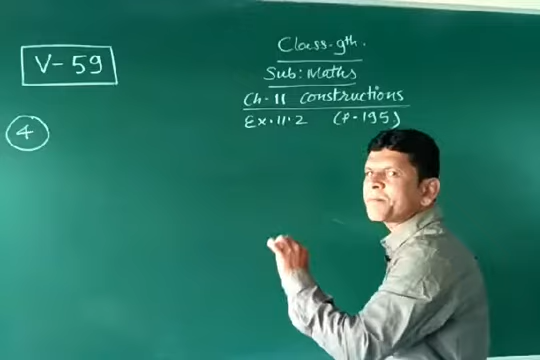 V-59
Class-9th.
Sub: Maths
Ch-11 constructions
Ex.11.2 (P-195)
4